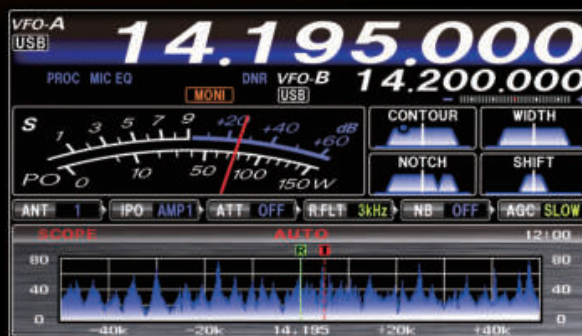 VFO-A
USB
14.195.000
PROC MIC EQ DNR VFO-B 14.200.000
MONI USB - +
S 1 3 5 7 9 +20 +40 +60 dB
PO 0 10 50 100 150 W
CONTOUR WIDTH
NOTCH SHIFT
ANT 1 IPO AMP1 ATT OFF R.FLT 3kHz NB OFF AGC SLOW
SCOPE AUTO 12:00
R T
80 80
40 40
0 0
-40k -20k 14.195 +20k +40k